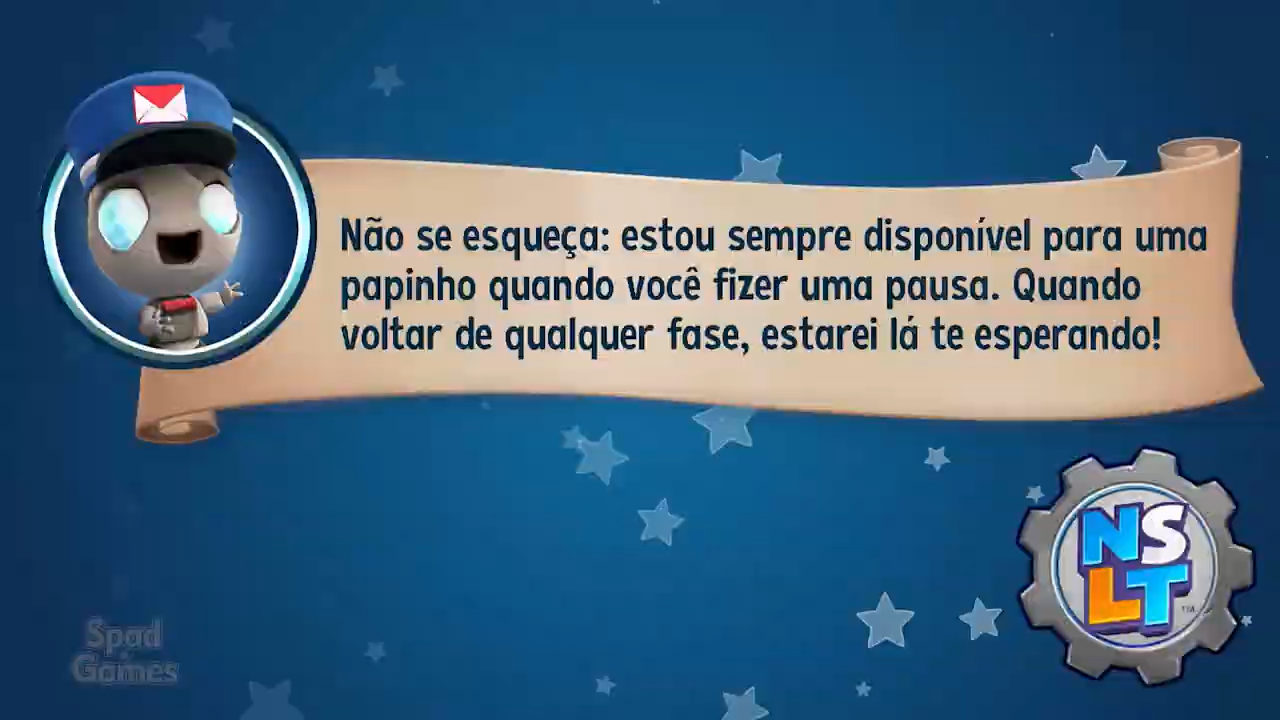 Não se esqueça: estou sempre disponível para uma
papinho quando você fizer uma pausa. Quando
voltar de qualquer fase, estarei lá te esperando!
NS
LT
TM
Spad
Games